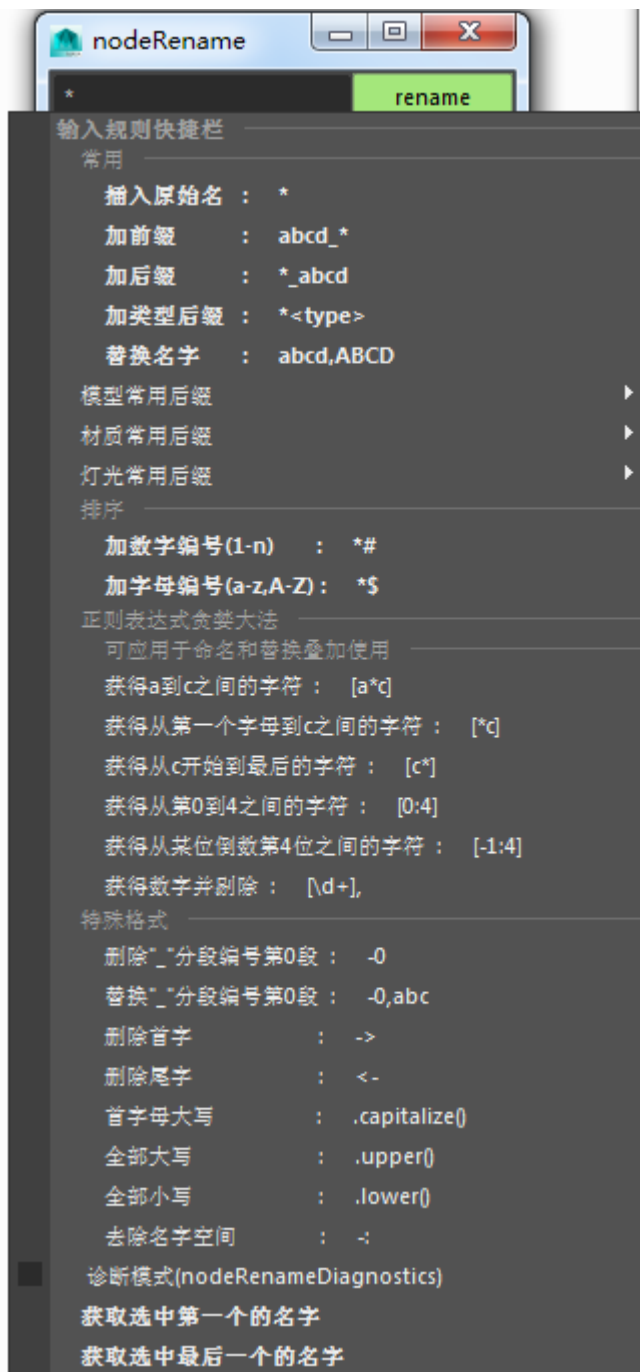 nodeRename
* rename
输入规则快捷栏
常用
插入原始名 : *
加前缀 : abcd_*
加后缀 : *_abcd
加类型后缀 : *<type>
替换名字 : abcd,ABCD
模型常用后缀
材质常用后缀
灯光常用后缀
排序
加数字编号(1-n) : *#
加字母编号(a-z,A-Z) : *$
正则表达式贪婪大法
可应用于命名和替换叠加使用
获得a到c之间的字符 : [a*c]
获得从第一个字母到c之间的字符 : [*c]
获得从c开始到最后的字符 : [c*]
获得从第0到4之间的字符 : [0:4]
获得从某位倒数第4位之间的字符 : [-1:4]
获得数字并剔除 : [\d+],
特殊格式
删除"_"分段编号第0段 : -0
替换"_"分段编号第0段 : -0,abc
删除首字 : ->
删除尾字 : <-
首字母大写 : .capitalize()
全部大写 : .upper()
全部小写 : .lower()
去除名字空间 : -:
诊断模式(nodeRenameDiagnostics)
获取选中第一个的名字
获取选中最后一个的名字